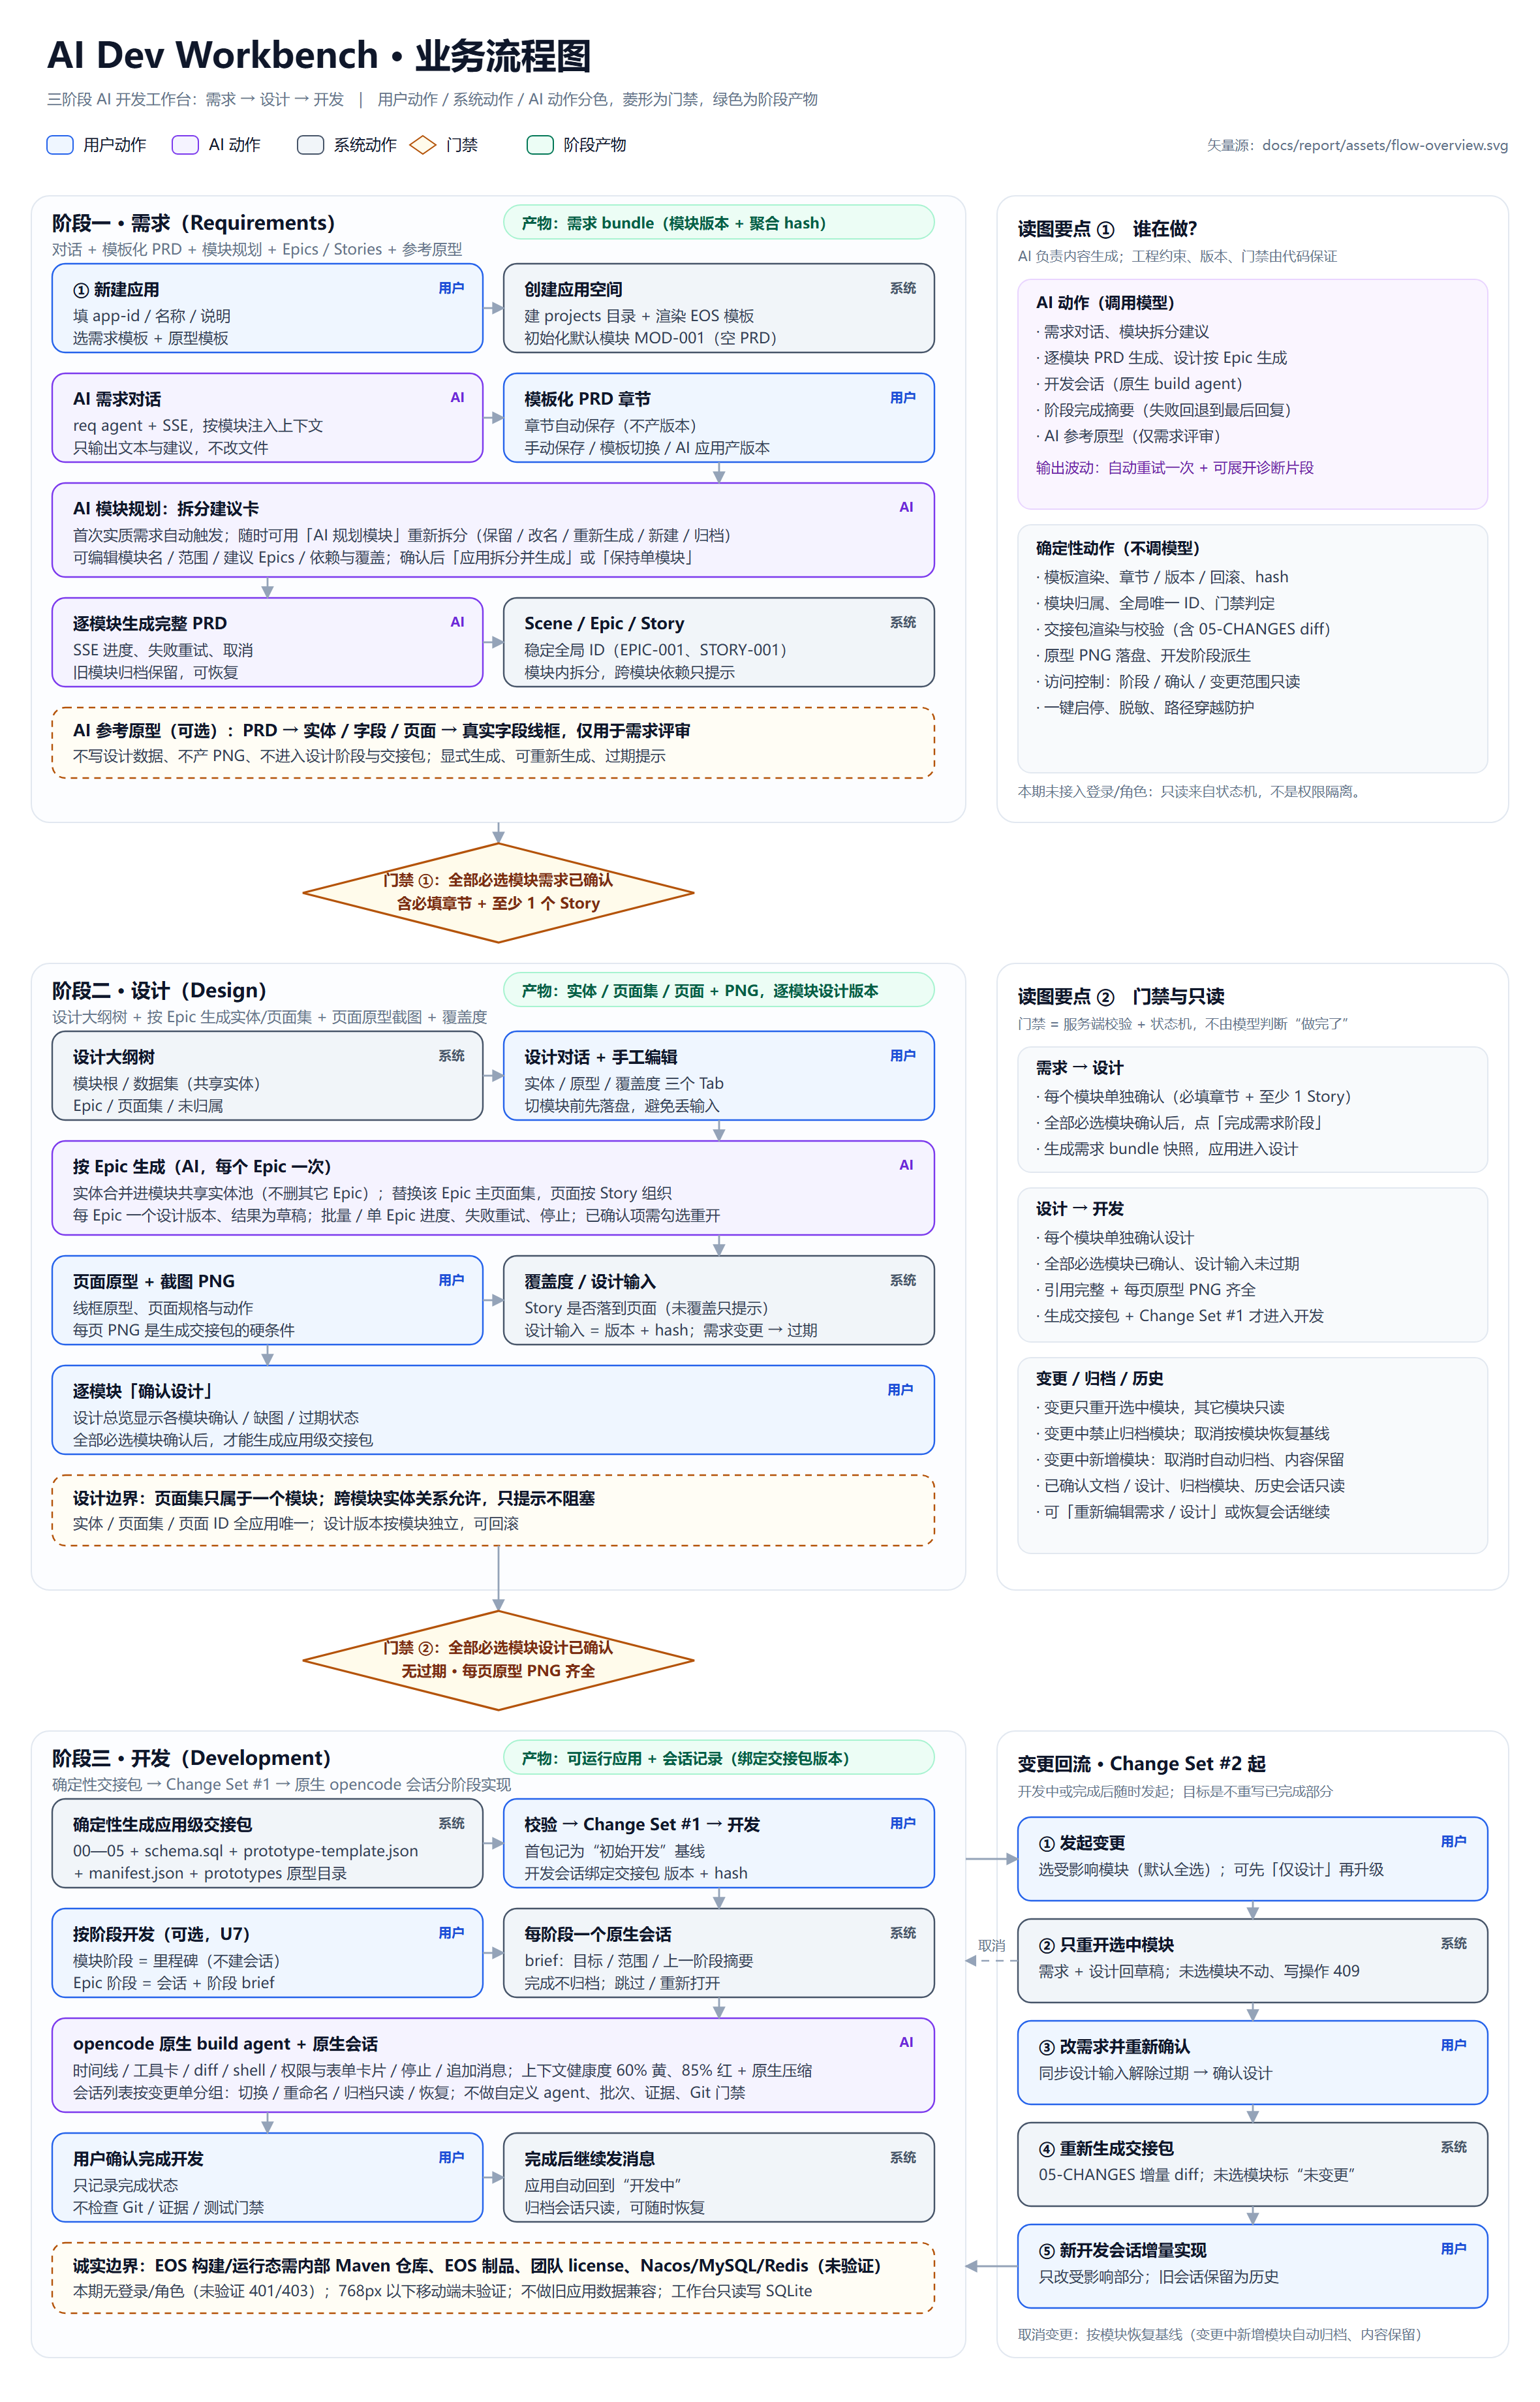 AI Dev Workbench • 业务流程图
三阶段 AI 开发工作台：需求 → 设计 → 开发 ｜ 用户动作 / 系统动作 / AI 动作分色，菱形为门禁，绿色为阶段产物
用户动作
AI 动作
系统动作
门禁
阶段产物
矢量源：docs/report/assets/flow-overview.svg
阶段一 • 需求（Requirements）
产物：需求 bundle（模块版本 + 聚合 hash）
对话 + 模板化 PRD + 模块规划 + Epics / Stories + 参考原型
① 新建应用
用户
填 app-id / 名称 / 说明
选需求模板 + 原型模板
创建应用空间
系统
建 projects 目录 + 渲染 EOS 模板
初始化默认模块 MOD-001（空 PRD）
AI 需求对话
AI
req agent + SSE，按模块注入上下文
只输出文本与建议，不改文件
模板化 PRD 章节
用户
章节自动保存（不产版本）
手动保存 / 模板切换 / AI 应用产版本
AI 模块规划：拆分建议卡
AI
首次实质需求自动触发；随时可用「AI 规划模块」重新拆分（保留 / 改名 / 重新生成 / 新建 / 归档）
可编辑模块名 / 范围 / 建议 Epics / 依赖与覆盖；确认后「应用拆分并生成」或「保持单模块」
逐模块生成完整 PRD
AI
SSE 进度、失败重试、取消
旧模块归档保留，可恢复
Scene / Epic / Story
系统
稳定全局 ID（EPIC-001、STORY-001）
模块内拆分，跨模块依赖只提示
AI 参考原型（可选）：PRD → 实体 / 字段 / 页面 → 真实字段线框，仅用于需求评审
不写设计数据、不产 PNG、不进入设计阶段与交接包；显式生成、可重新生成、过期提示
读图要点 ① 谁在做？
AI 负责内容生成；工程约束、版本、门禁由代码保证
AI 动作（调用模型）
· 需求对话、模块拆分建议
· 逐模块 PRD 生成、设计按 Epic 生成
· 开发会话（原生 build agent）
· 阶段完成摘要（失败回退到最后回复）
· AI 参考原型（仅需求评审）
输出波动：自动重试一次 + 可展开诊断片段
确定性动作（不调模型）
· 模板渲染、章节 / 版本 / 回滚、hash
· 模块归属、全局唯一 ID、门禁判定
· 交接包渲染与校验（含 05-CHANGES diff）
· 原型 PNG 落盘、开发阶段派生
· 访问控制：阶段 / 确认 / 变更范围只读
· 一键启停、脱敏、路径穿越防护
本期未接入登录/角色：只读来自状态机，不是权限隔离。
门禁 ①：全部必选模块需求已确认
含必填章节 + 至少 1 个 Story
阶段二 • 设计（Design）
产物：实体 / 页面集 / 页面 + PNG，逐模块设计版本
设计大纲树 + 按 Epic 生成实体/页面集 + 页面原型截图 + 覆盖度
设计大纲树
系统
模块根 / 数据集（共享实体）
Epic / 页面集 / 未归属
设计对话 + 手工编辑
用户
实体 / 原型 / 覆盖度 三个 Tab
切模块前先落盘，避免丢输入
按 Epic 生成（AI，每个 Epic 一次）
AI
实体合并进模块共享实体池（不删其它 Epic）；替换该 Epic 主页面集，页面按 Story 组织
每 Epic 一个设计版本、结果为草稿；批量 / 单 Epic 进度、失败重试、停止；已确认项需勾选重开
页面原型 + 截图 PNG
用户
线框原型、页面规格与动作
每页 PNG 是生成交接包的硬条件
覆盖度 / 设计输入
系统
Story 是否落到页面（未覆盖只提示）
设计输入 = 版本 + hash；需求变更 → 过期
逐模块「确认设计」
用户
设计总览显示各模块确认 / 缺图 / 过期状态
全部必选模块确认后，才能生成应用级交接包
设计边界：页面集只属于一个模块；跨模块实体关系允许，只提示不阻塞
实体 / 页面集 / 页面 ID 全应用唯一；设计版本按模块独立，可回滚
读图要点 ② 门禁与只读
门禁 = 服务端校验 + 状态机，不由模型判断“做完了”
需求 → 设计
· 每个模块单独确认（必填章节 + 至少 1 Story）
· 全部必选模块确认后，点「完成需求阶段」
· 生成需求 bundle 快照，应用进入设计
设计 → 开发
· 每个模块单独确认设计
· 全部必选模块已确认、设计输入未过期
· 引用完整 + 每页原型 PNG 齐全
· 生成交接包 + Change Set #1 才进入开发
变更 / 归档 / 历史
· 变更只重开选中模块，其它模块只读
· 变更中禁止归档模块；取消按模块恢复基线
· 变更中新增模块：取消时自动归档、内容保留
· 已确认文档 / 设计、归档模块、历史会话只读
· 可「重新编辑需求 / 设计」或恢复会话继续
门禁 ②：全部必选模块设计已确认
无过期 • 每页原型 PNG 齐全
阶段三 • 开发（Development）
产物：可运行应用 + 会话记录（绑定交接包版本）
确定性交接包 → Change Set #1 → 原生 opencode 会话分阶段实现
确定性生成应用级交接包
系统
00—05 + schema.sql + prototype-template.json
+ manifest.json + prototypes 原型目录
校验 → Change Set #1 → 开发
用户
首包记为“初始开发”基线
开发会话绑定交接包 版本 + hash
按阶段开发（可选，U7）
用户
模块阶段 = 里程碑（不建会话）
Epic 阶段 = 会话 + 阶段 brief
每阶段一个原生会话
系统
brief：目标 / 范围 / 上一阶段摘要
完成不归档；跳过 / 重新打开
opencode 原生 build agent + 原生会话
AI
时间线 / 工具卡 / diff / shell / 权限与表单卡片 / 停止 / 追加消息；上下文健康度 60% 黄、85% 红 + 原生压缩
会话列表按变更单分组：切换 / 重命名 / 归档只读 / 恢复；不做自定义 agent、批次、证据、Git 门禁
用户确认完成开发
用户
只记录完成状态
不检查 Git / 证据 / 测试门禁
完成后继续发消息
系统
应用自动回到“开发中”
归档会话只读，可随时恢复
诚实边界：EOS 构建/运行态需内部 Maven 仓库、EOS 制品、团队 license、Nacos/MySQL/Redis（未验证）
本期无登录/角色（未验证 401/403）；768px 以下移动端未验证；不做旧应用数据兼容；工作台只读写 SQLite
变更回流 • Change Set #2 起
开发中或完成后随时发起；目标是不重写已完成部分
① 发起变更
用户
选受影响模块（默认全选）；可先「仅设计」再升级
取消
② 只重开选中模块
系统
需求 + 设计回草稿；未选模块不动、写操作 409
③ 改需求并重新确认
用户
同步设计输入解除过期 → 确认设计
④ 重新生成交接包
系统
05-CHANGES 增量 diff；未选模块标“未变更”
⑤ 新开发会话增量实现
用户
只改受影响部分；旧会话保留为历史
取消变更：按模块恢复基线（变更中新增模块自动归档、内容保留）